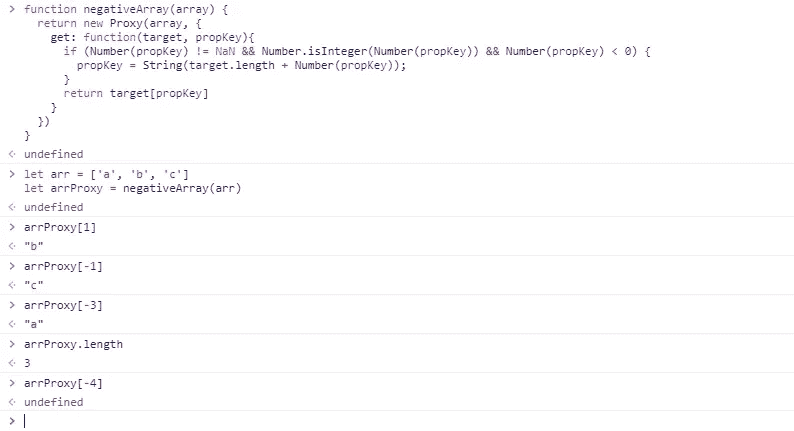 > function negativeArray(array) {
    return new Proxy(array, {
      get: function(target, propKey){
        if (Number(propKey) != NaN && Number.isInteger(Number(propKey)) && Number(propKey) < 0) {
          propKey = String(target.length + Number(propKey));
        }
        return target[propKey]
      }
    })
  }
< undefined
> let arr = ['a', 'b', 'c']
  let arrProxy = negativeArray(arr)
< undefined
> arrProxy[1]
< "b"
> arrProxy[-1]
< "c"
> arrProxy[-3]
< "a"
> arrProxy.length
< 3
> arrProxy[-4]
< undefined
>